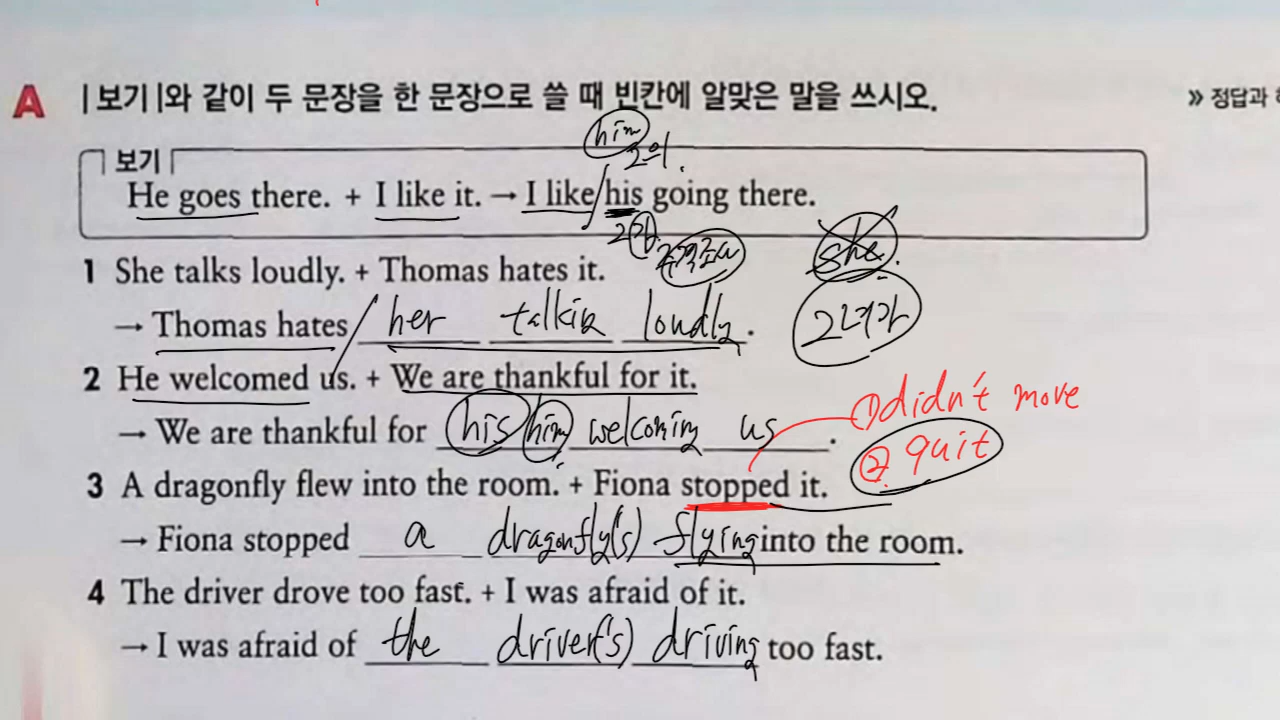 A |보기|와 같이 두 문장을 한 문장으로 쓸 때 빈칸에 알맞은 말을 쓰시오.
» 정답과
him
그의.
보기
He goes there. + I like it. → I like/his going there.
그가. 주격조사
she.
1 She talks loudly. + Thomas hates it.
→ Thomas hates / her talking loudly.
그녀가
2 He welcomed us. + We are thankful for it.
→ We are thankful for his him welcoming us.
① didn't move
② quit
3 A dragonfly flew into the room. + Fiona stopped it.
→ Fiona stopped a dragonfly(s) flying into the room.
4 The driver drove too fast. + I was afraid of it.
→ I was afraid of the driver('s) driving too fast.